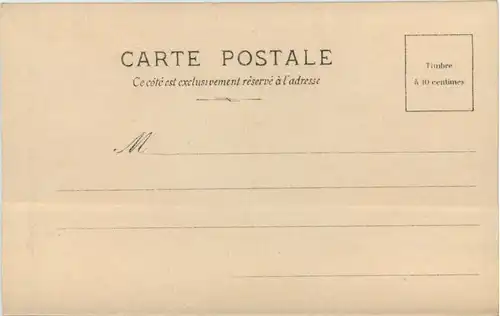 CARTE POSTALE
Ce côté est exclusivement réservé à l'adresse
Timbre
à 10 centimes
M